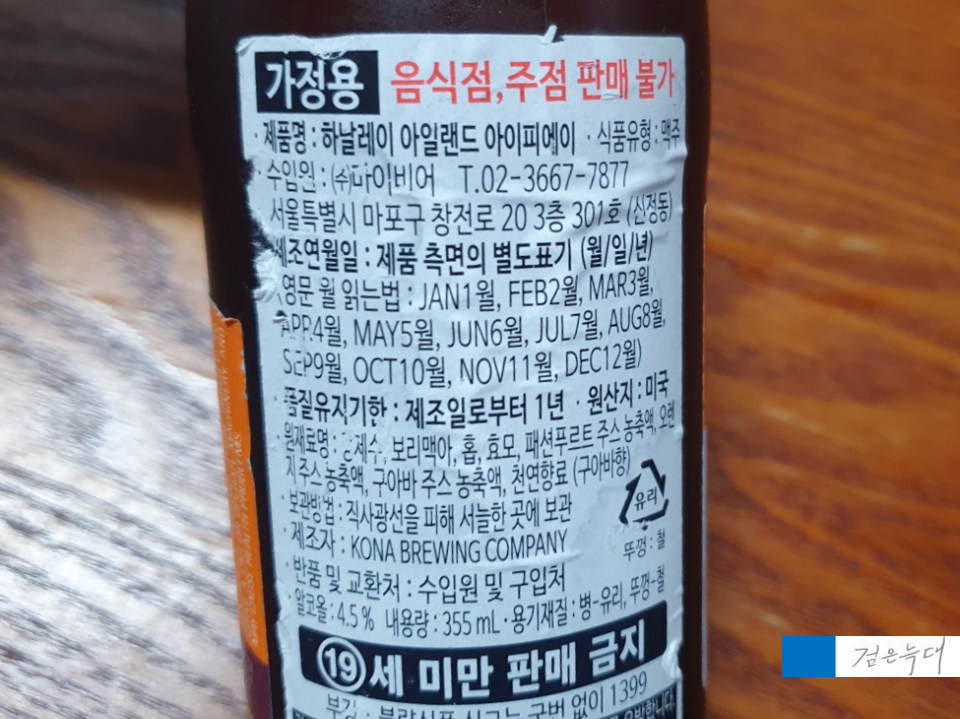 가정용 음식점,주점 판매 불가
· 제품명 : 하날레이 아일랜드 아이피에이 · 식품유형 : 맥주
· 수입원 : (주) T.02-3667-7877
서울특별시 마포구 창전로 20 3층 301호 (신정동)
제조연월일 : 제품 측면의 별도표기 (월/일/년)
(영문 월 읽는법 : JAN1월, FEB2월, MAR3월,
APR4월, MAY5월, JUN6월, JUL7월, AUG8월,
SEP9월, OCT10월, NOV11월, DEC12월)
· 품질유지기한 : 제조일로부터 1년 · 원산지 : 미국
· 원재료명 : 정제수, 보리맥아, 홉, 효모, 패션푸르트 주스 농축액, 오렌
지 주스 농축액, 구아바 주스 농축액, 천연향료 (구아바향)
· 보관방법 : 직사광선을 피해 서늘한 곳에 보관
· 제조자 : KONA BREWING COMPANY
유리
뚜껑 : 철
· 반품 및 교환처 : 수입원 및 구입처
· 알코올 : 4.5% 내용량 : 355 mL · 용기재질 : 병-유리, 뚜껑-철
19세 미만 판매 금지
국번 없이 1399
검은늑대